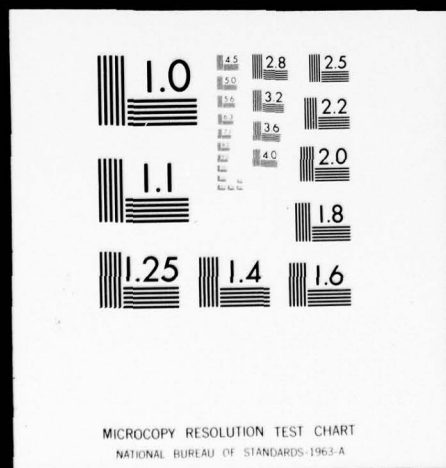 1.0 4.5 2.8 2.5
5.0
5.6 3.2 2.2
6.3 3.6
1.1 4.0 2.0
1.8
1.25 1.4 1.6
MICROCOPY RESOLUTION TEST CHART
NATIONAL BUREAU OF STANDARDS-1963-A